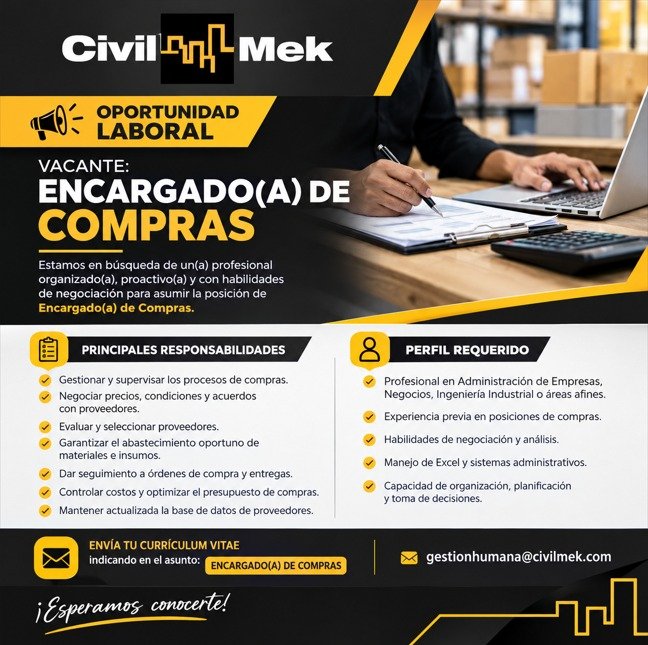 Civil Mek
OPORTUNIDAD
LABORAL
VACANTE:
ENCARGADO(A) DE
COMPRAS
Estamos en búsqueda de un(a) profesional
organizado(a), proactivo(a) y con habilidades
de negociación para asumir la posición de
Encargado(a) de Compras.
PRINCIPALES RESPONSABILIDADES
Gestionar y supervisar los procesos de compras.
Negociar precios, condiciones y acuerdos
con proveedores.
Evaluar y seleccionar proveedores.
Garantizar el abastecimiento oportuno de
materiales e insumos.
Dar seguimiento a órdenes de compra y entregas.
Controlar costos y optimizar el presupuesto de compras.
Mantener actualizada la base de datos de proveedores.
PERFIL REQUERIDO
Profesional en Administración de Empresas,
Negocios, Ingeniería Industrial o áreas afines.
Experiencia previa en posiciones de compras.
Habilidades de negociación y análisis.
Manejo de Excel y sistemas administrativos.
Capacidad de organización, planificación
y toma de decisiones.
ENVÍA TU CURRÍCULUM VITAE
indicando en el asunto: ENCARGADO(A) DE COMPRAS
gestionhumana@civilmek.com
¡Esperamos conocerte!